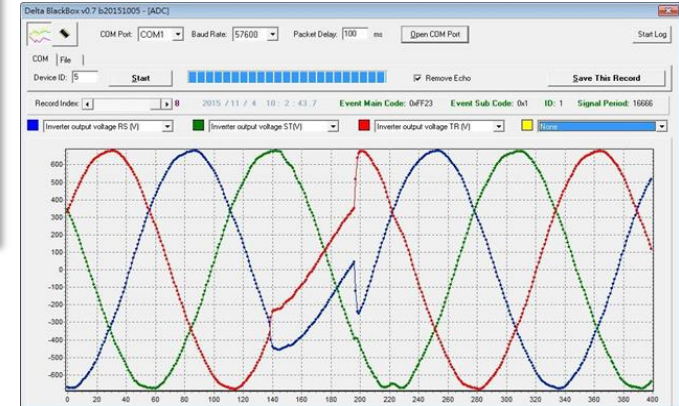 Delta BlackBox v0.7 b20151005 - [ADC]
COM Port: COM1 Baud Rate: 57600 Packet Delay: 100 ms Open COM Port Start Log
COM File
Device ID: 5 Start Remove Echo Save This Record
Record Index: 8 2015 / 11 / 4 10 : 2 : 43 . 7 Event Main Code: 0xFF23 Event Sub Code: 0x1 ID: 1 Signal Period: 16666
Inverter output voltage RS (V) Inverter output voltage ST(V) Inverter output voltage TR (V) None
600
500
400
300
200
100
0
-100
-200
-300
-400
-500
-600
0 20 40 60 80 100 120 140 160 180 200 220 240 260 280 300 320 340 360 380 400